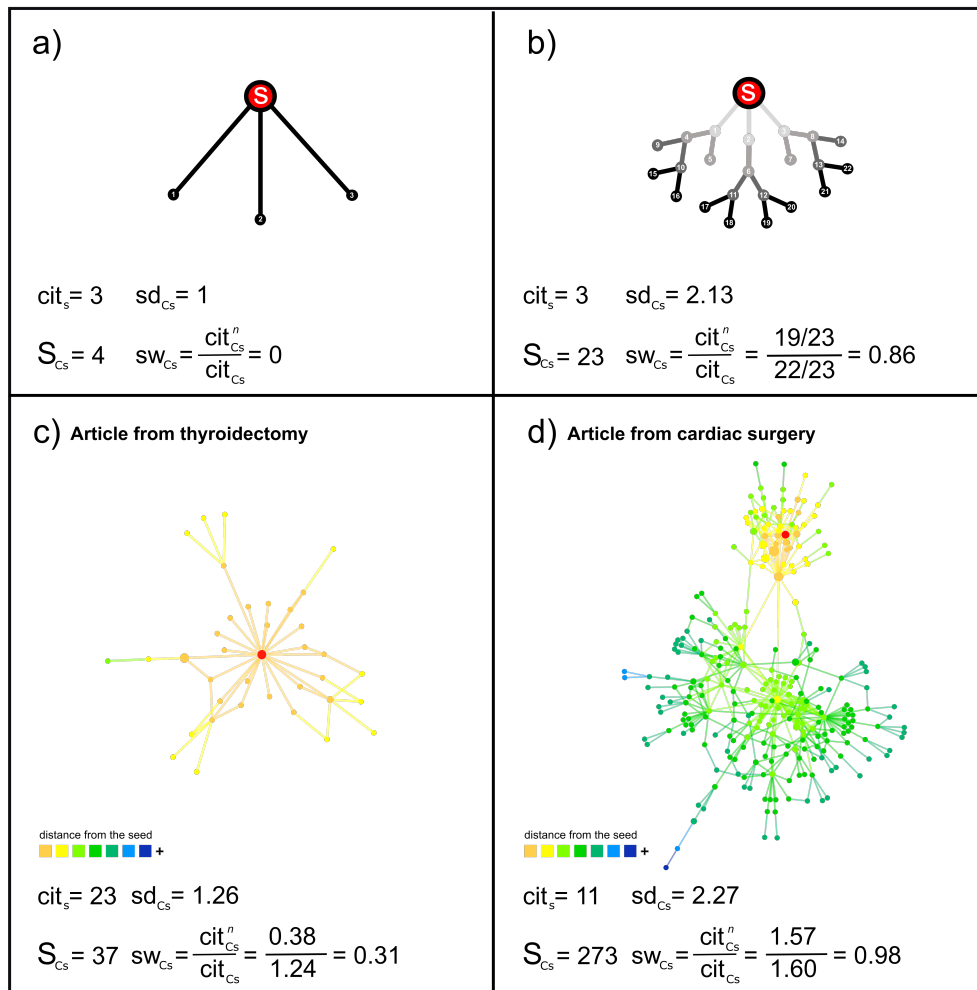 a)
S
1
2
3
cit_s= 3 sd_Cs= 1
S_Cs= 4 sw_Cs= cit^n_Cs / cit_Cs = 0
b)
S
1
2
3
4
5
6
7
8
9
10
11
12
13
14
15
16
17
18
19
20
21
22
cit_s= 3 sd_Cs= 2.13
S_Cs= 23 sw_Cs= cit^n_Cs / cit_Cs = 19/23 / 22/23 = 0.86
c) Article from thyroidectomy
distance from the seed
+
cit_s= 23 sd_Cs= 1.26
S_Cs= 37 sw_Cs= cit^n_Cs / cit_Cs = 0.38 / 1.24 = 0.31
d) Article from cardiac surgery
distance from the seed
+
cit_s= 11 sd_Cs= 2.27
S_Cs= 273 sw_Cs= cit^n_Cs / cit_Cs = 1.57 / 1.60 = 0.98